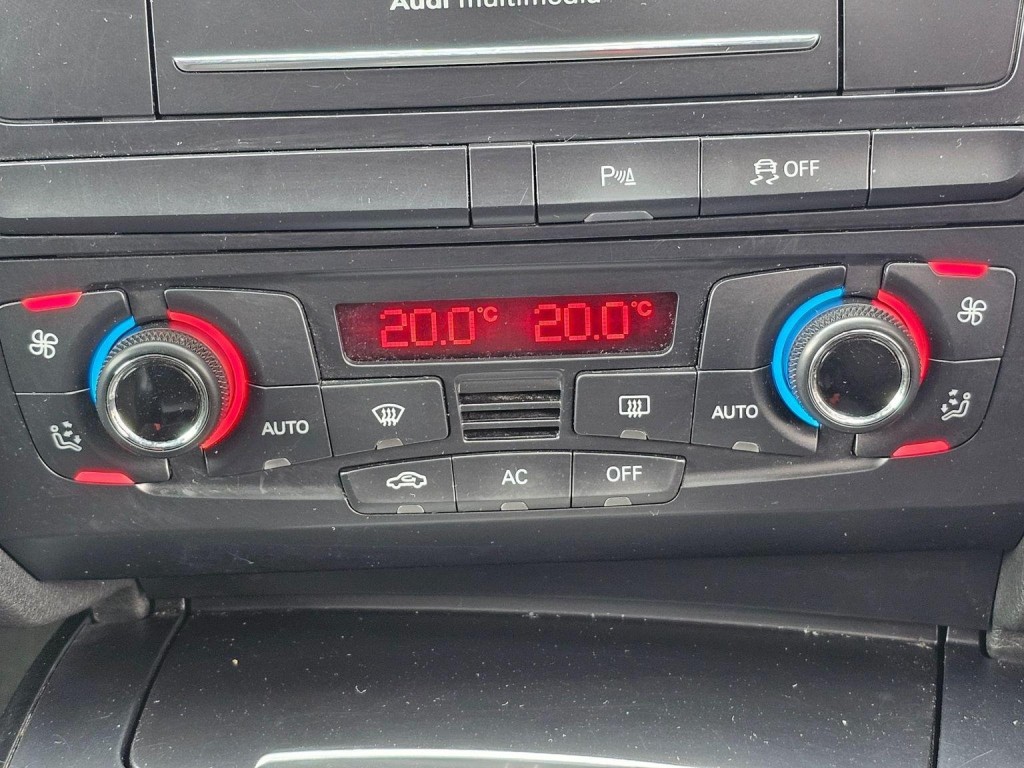 Audi multimedia
P
OFF
20.0°C 20.0°C
AUTO
AUTO
AC
OFF